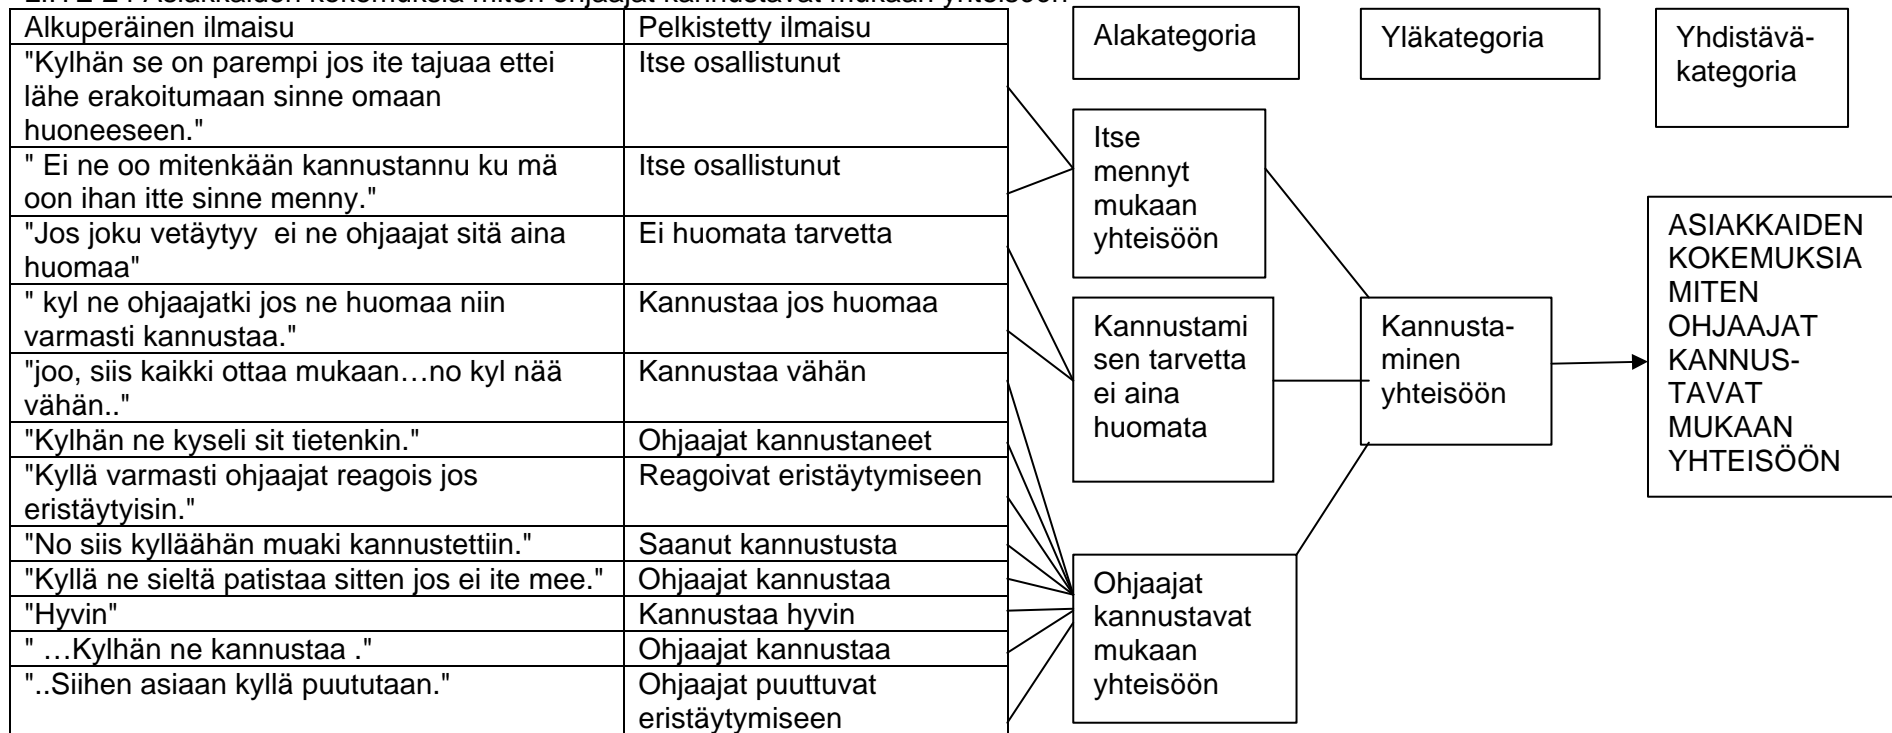 Asiakkaiden kokemuksia miten ohjaajat kannustavat mukaan yhteisöön
Alkuperäinen ilmaisu
Pelkistetty ilmaisu
Alakategoria
Yläkategoria
Yhdistävä-
kategoria
"Kylhän se on parempi jos ite tajuaa ettei
lähe erakoitumaan sinne omaan
huoneeseen."
Itse osallistunut
" Ei ne oo mitenkään kannustannu ku mä
oon ihan itte sinne menny."
Itse osallistunut
"Jos joku vetäytyy  ei ne ohjaajat sitä aina
huomaa"
Ei huomata tarvetta
" kyl ne ohjaajatki jos ne huomaa niin
varmasti kannustaa."
Kannustaa jos huomaa
"joo, siis kaikki ottaa mukaan…no kyl nää
vähän.."
Kannustaa vähän
"Kylhän ne kyseli sit tietenkin."
Ohjaajat kannustaneet
"Kyllä varmasti ohjaajat reagois jos
eristäytyisin."
Reagoivat eristäytymiseen
"No siis kylläähän muaki kannustettiin."
Saanut kannustusta
"Kyllä ne sieltä patistaa sitten jos ei ite mee."
Ohjaajat kannustaa
"Hyvin"
Kannustaa hyvin
" …Kylhän ne kannustaa ."
Ohjaajat kannustaa
"..Siihen asiaan kyllä puututaan."
Ohjaajat puuttuvat
eristäytymiseen
Itse
mennyt
mukaan
yhteisöön
Kannustami
sen tarvetta
ei aina
huomata
Ohjaajat
kannustavat
mukaan
yhteisöön
Kannusta-
minen
yhteisöön
ASIAKKAIDEN
KOKEMUKSIA
MITEN
OHJAAJAT
KANNUS-
TAVAT
MUKAAN
YHTEISÖÖN